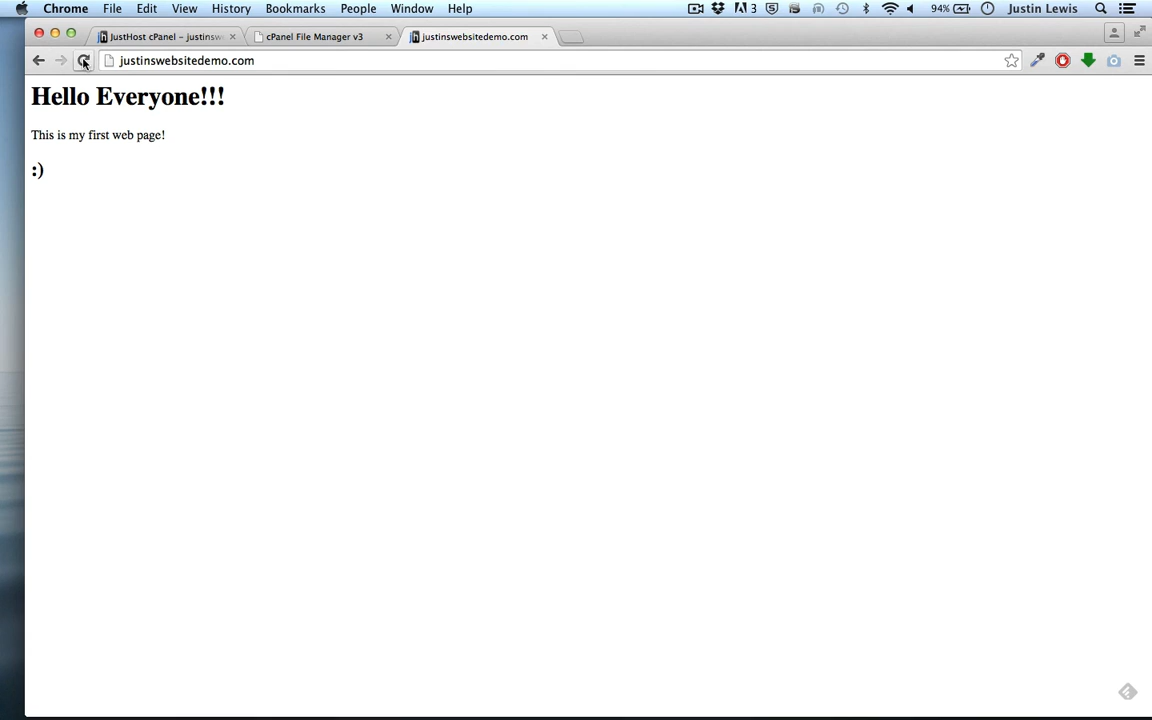 Chrome File Edit View History Bookmarks People Window Help 3 94% Justin Lewis
JustHost cPanel – justinsw cPanel File Manager v3 justinswebsitedemo.com
justinswebsitedemo.com
Hello Everyone!!!
This is my first web page!
:)